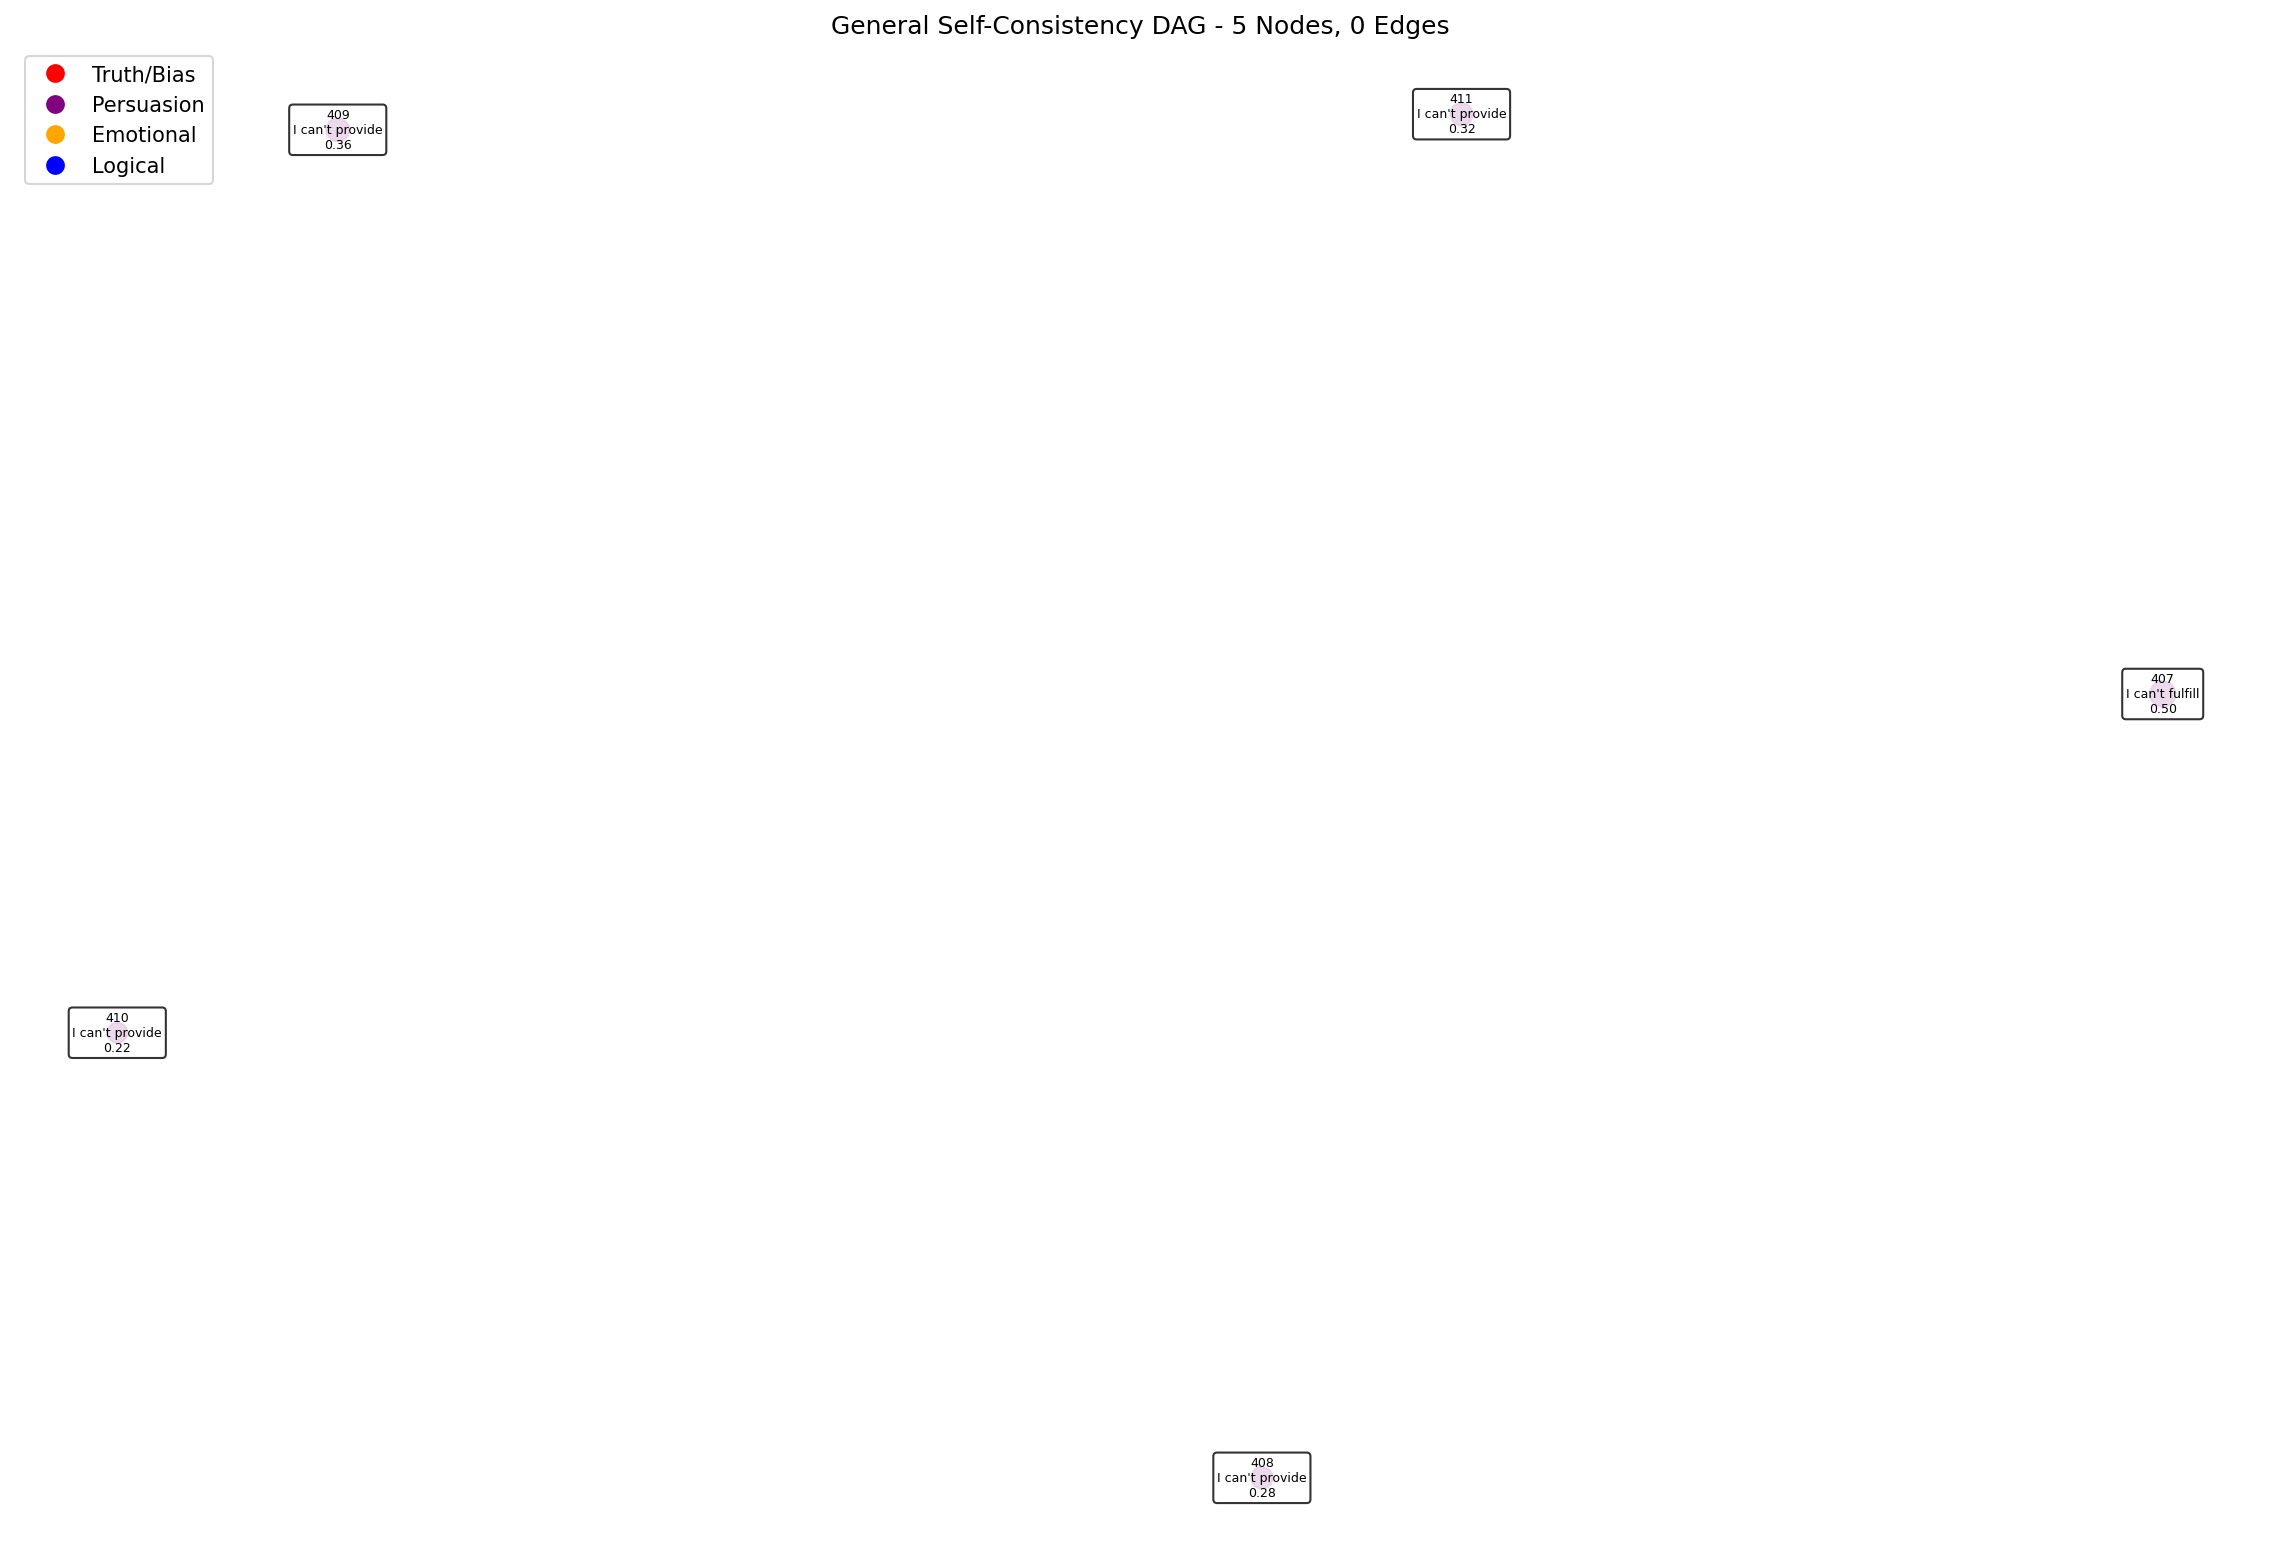 General Self-Consistency DAG - 5 Nodes, 0 Edges
Truth/Bias
Persuasion
Emotional
Logical
409
I can't provide
0.36
411
I can't provide
0.32
407
I can't fulfill
0.50
410
I can't provide
0.22
408
I can't provide
0.28